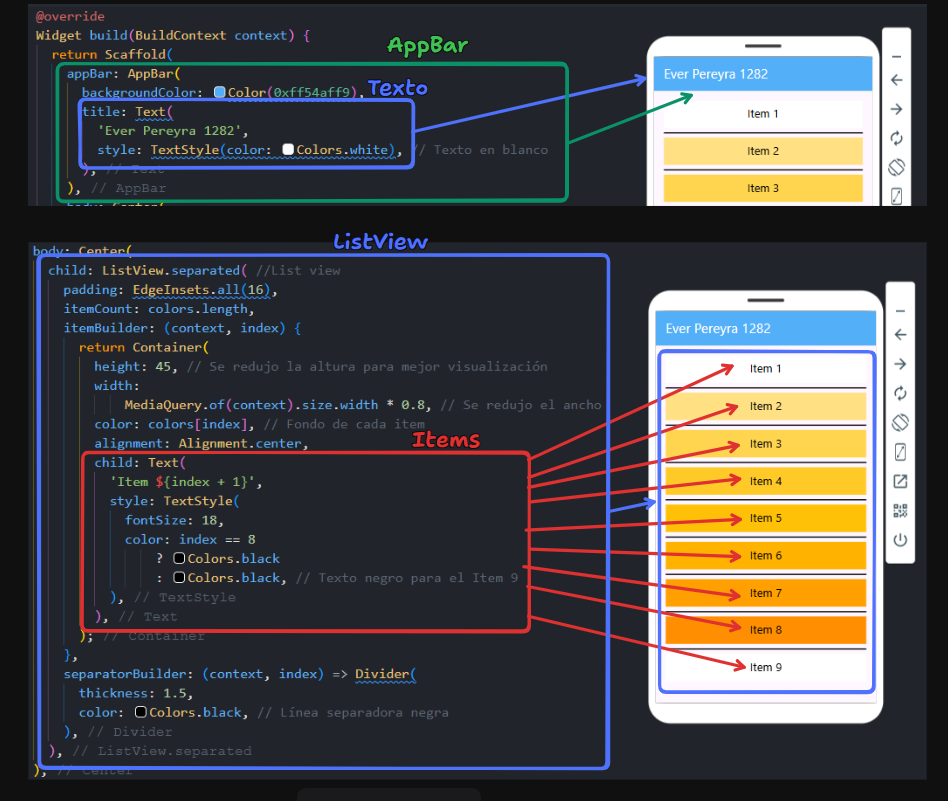 @override
Widget build(BuildContext context) {
return Scaffold(
AppBar
appBar: AppBar(
backgroundColor: Color(0xff54aff9),
Texto
title: Text(
'Ever Pereyra 1282',
style: TextStyle(color: Colors.white), // Texto en blanco
), // Text
), // AppBar
body: Center(
Ever Pereyra 1282
Item 1
Item 2
Item 3
body: Center(
ListView
child: ListView.separated( //List view
padding: EdgeInsets.all(16),
itemCount: colors.length,
itemBuilder: (context, index) {
return Container(
height: 45, // Se redujo la altura para mejor visualización
width:
MediaQuery.of(context).size.width * 0.8, // Se redujo el ancho
color: colors[index], // Fondo de cada item
alignment: Alignment.center,
Items
child: Text(
'Item ${index + 1}',
style: TextStyle(
fontSize: 18,
color: index == 8
? Colors.black
: Colors.black, // Texto negro para el Item 9
), // TextStyle
), // Text
); // Container
},
separatorBuilder: (context, index) => Divider(
thickness: 1.5,
color: Colors.black, // Línea separadora negra
), // Divider
), // ListView.separated
), // Center
Ever Pereyra 1282
Item 1
Item 2
Item 3
Item 4
Item 5
Item 6
Item 7
Item 8
Item 9